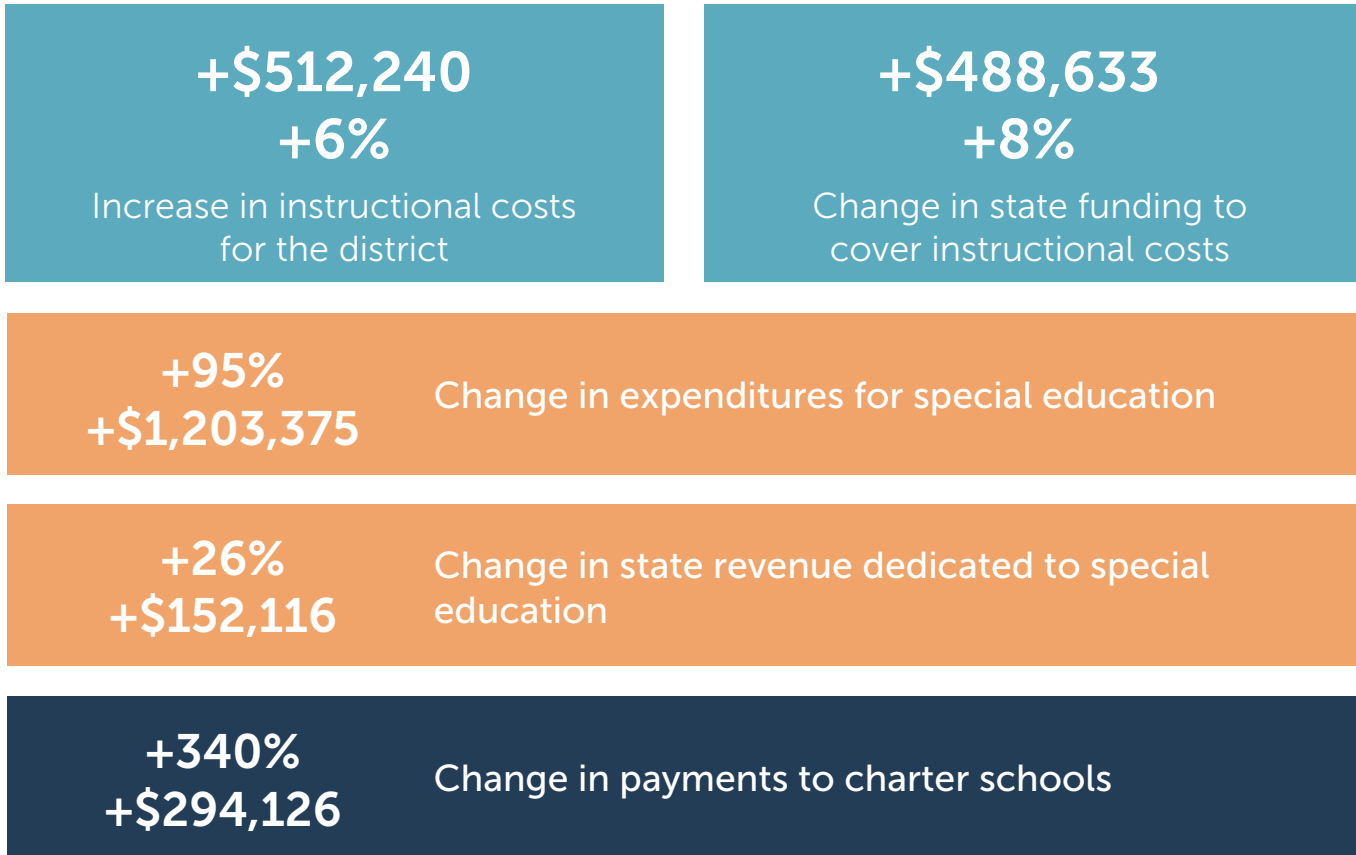 +$512,240
+6%
Increase in instructional costs
for the district
+$488,633
+8%
Change in state funding to
cover instructional costs
+95%
+$1,203,375
Change in expenditures for special education
+26%
+$152,116
Change in state revenue dedicated to special
education
+340%
+$294,126
Change in payments to charter schools